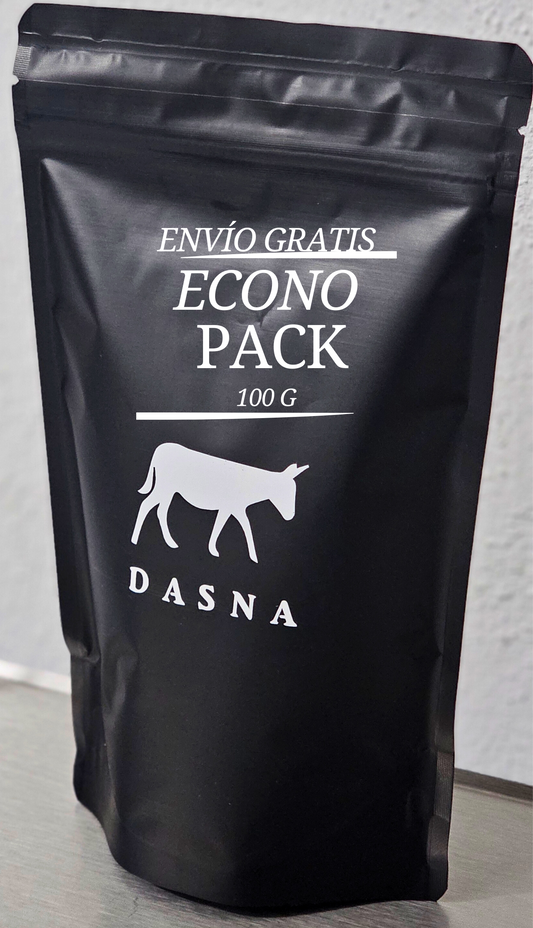 ENVÍO GRATIS
ECONO
PACK
100 G
DASNA